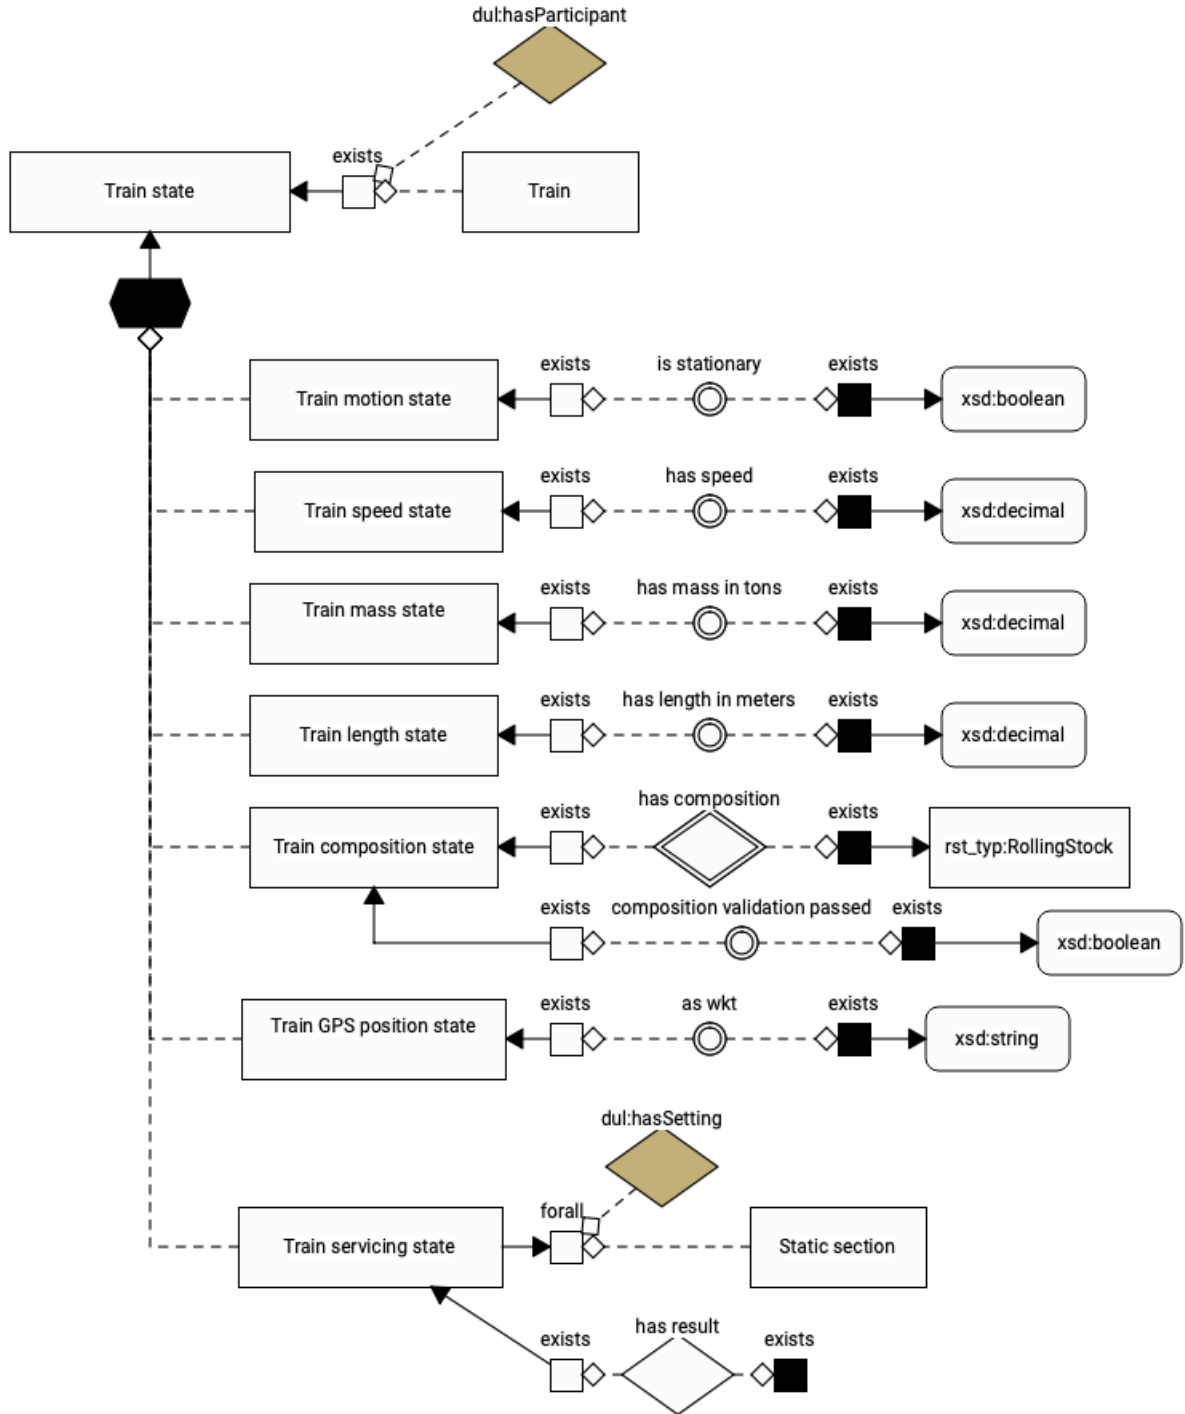 dul:hasParticipant
exists
Train state
Train
exists
is stationary
exists
Train motion state
xsd:boolean
exists
has speed
exists
Train speed state
xsd:decimal
exists
has mass in tons
exists
Train mass state
xsd:decimal
exists
has length in meters
exists
Train length state
xsd:decimal
exists
has composition
exists
Train composition state
rst_typ:RollingStock
exists
composition validation passed
exists
xsd:boolean
exists
as wkt
exists
Train GPS position state
xsd:string
dul:hasSetting
forall
Train servicing state
Static section
exists
has result
exists